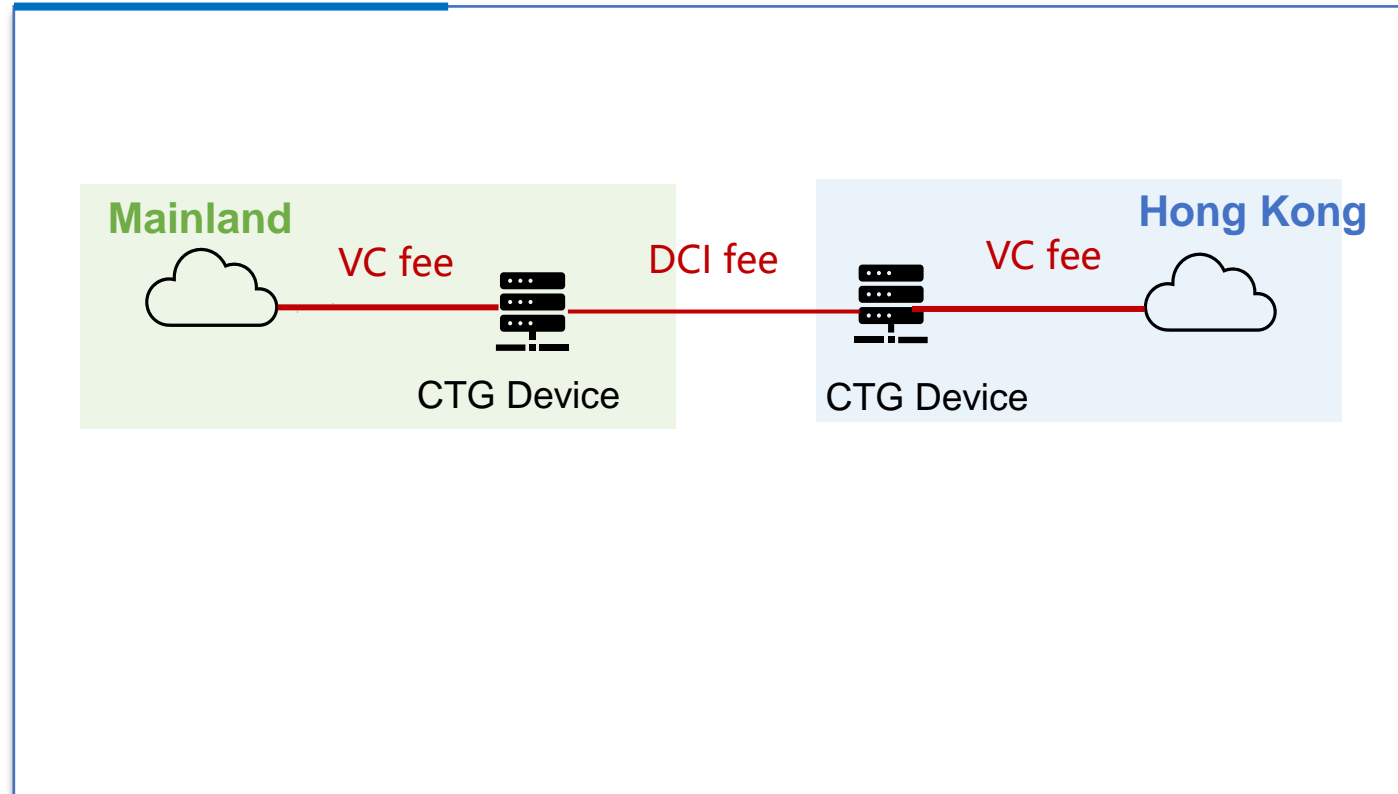 Mainland
Hong Kong
VC fee
DCI fee
VC fee
CTG Device
CTG Device